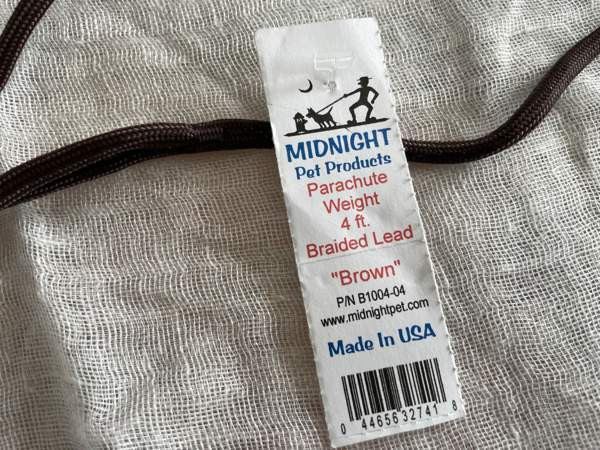 MIDNIGHT
Pet Products
Parachute
Weight
4 ft.
Braided Lead
"Brown"
P/N B1004-04
www.midnightpet.com
Made In USA
0 44656 32741 8